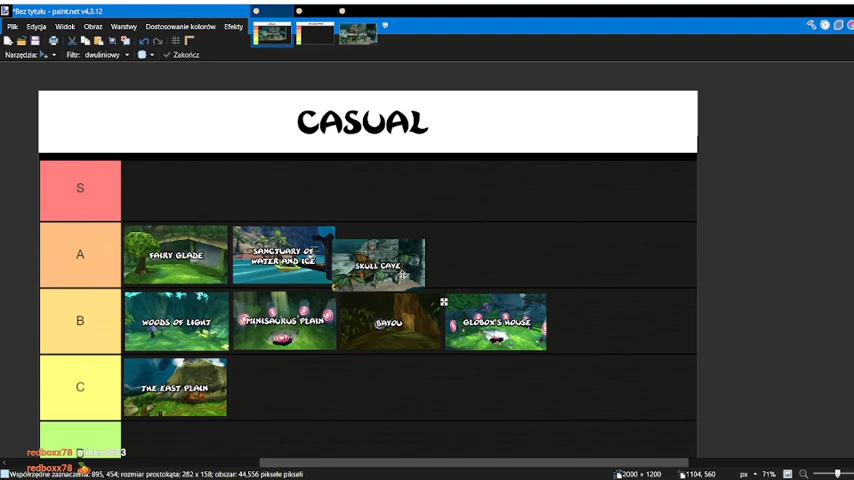 *Bez tytułu - paint.net v4.3.12
Plik Edycja Widok Obraz Warstwy Dostosowanie kolorów Efekty
Narzędzia: Filtr: dwuliniowy Zakończ
CASUAL
S
A
FAIRY GLADE
SANCTUARY OF
WATER AND ICE
SKULL CAVE
B
WOODS OF LIGHT
MINISAURUS' PLAIN
BAYOU
GLOBOX'S HOUSE
C
THE EAST PLAIN
redboxx78
redboxx78
Współrzędne zaznaczenia: 895, 454; rozmiar prostokąta: 282 x 158; obszar: 44,556 piksele pikseli
2000 x 1200
1104, 560
px
71%